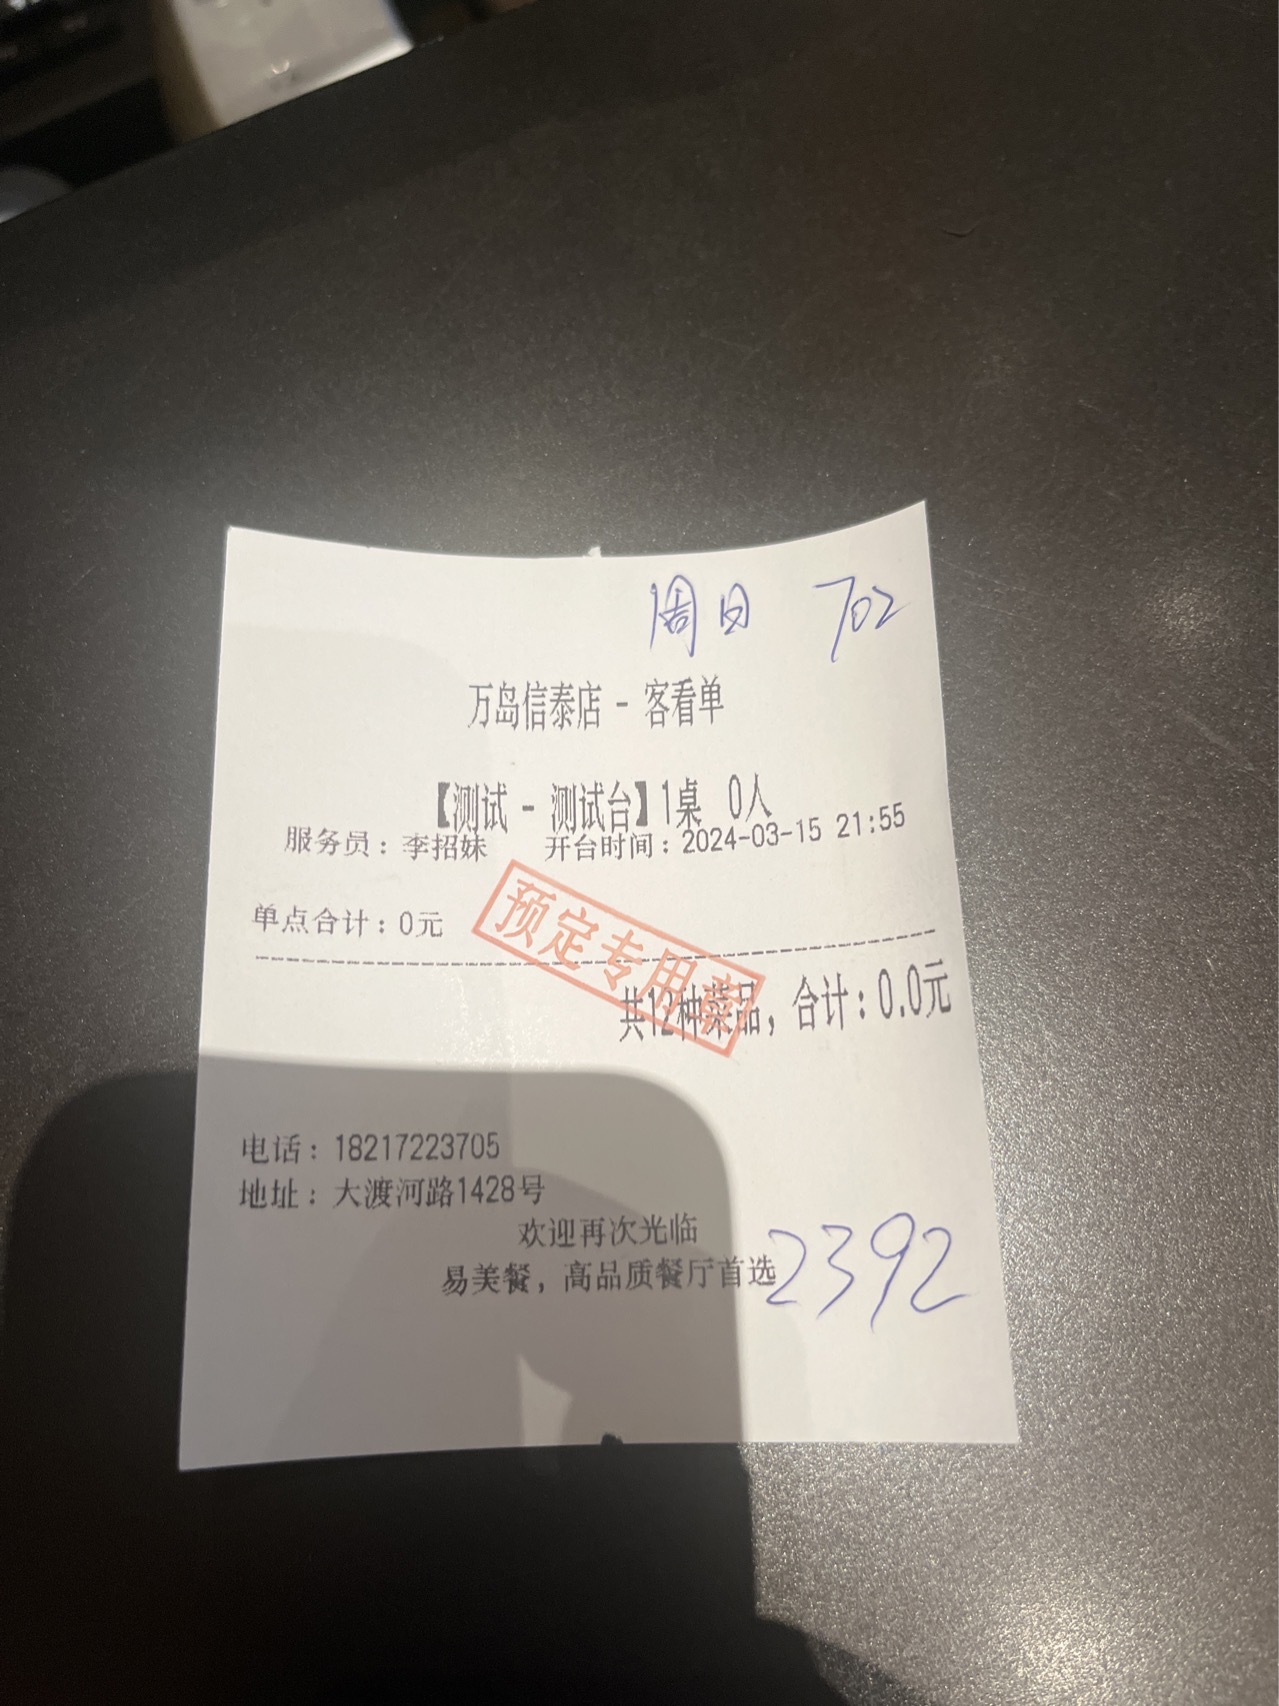 周日 702
万岛信泰店 - 客看单
【测试 - 测试台】1桌 0人
服务员：李招妹 开台时间：2024-03-15 21:55
预定专用章
单点合计：0元
共12种菜品，合计：0.0元
电话：18217223705
地址：大渡河路1428号
欢迎再次光临
易美餐，高品质餐厅首选
2392